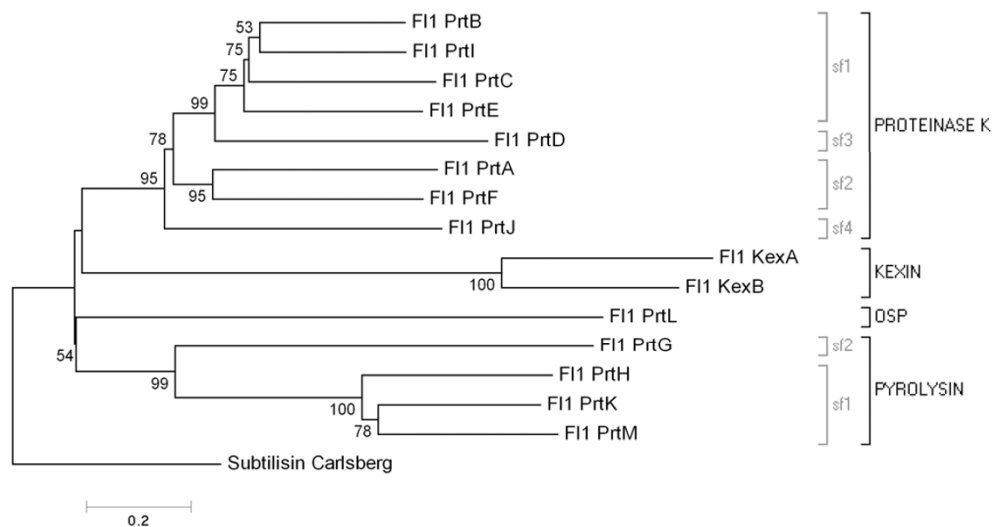 53
Fl1 PrtB
75
Fl1 PrtI
sf1
75
Fl1 PrtC
99
Fl1 PrtE
PROTEINASE K
78
Fl1 PrtD
sf3
95
Fl1 PrtA
sf2
95
Fl1 PrtF
Fl1 PrtJ
sf4
Fl1 KexA
KEXIN
100
Fl1 KexB
Fl1 PrtL
OSP
54
Fl1 PrtG
sf2
99
Fl1 PrtH
PYROLYSIN
100
Fl1 PrtK
sf1
78
Fl1 PrtM
Subtilisin Carlsberg
0.2